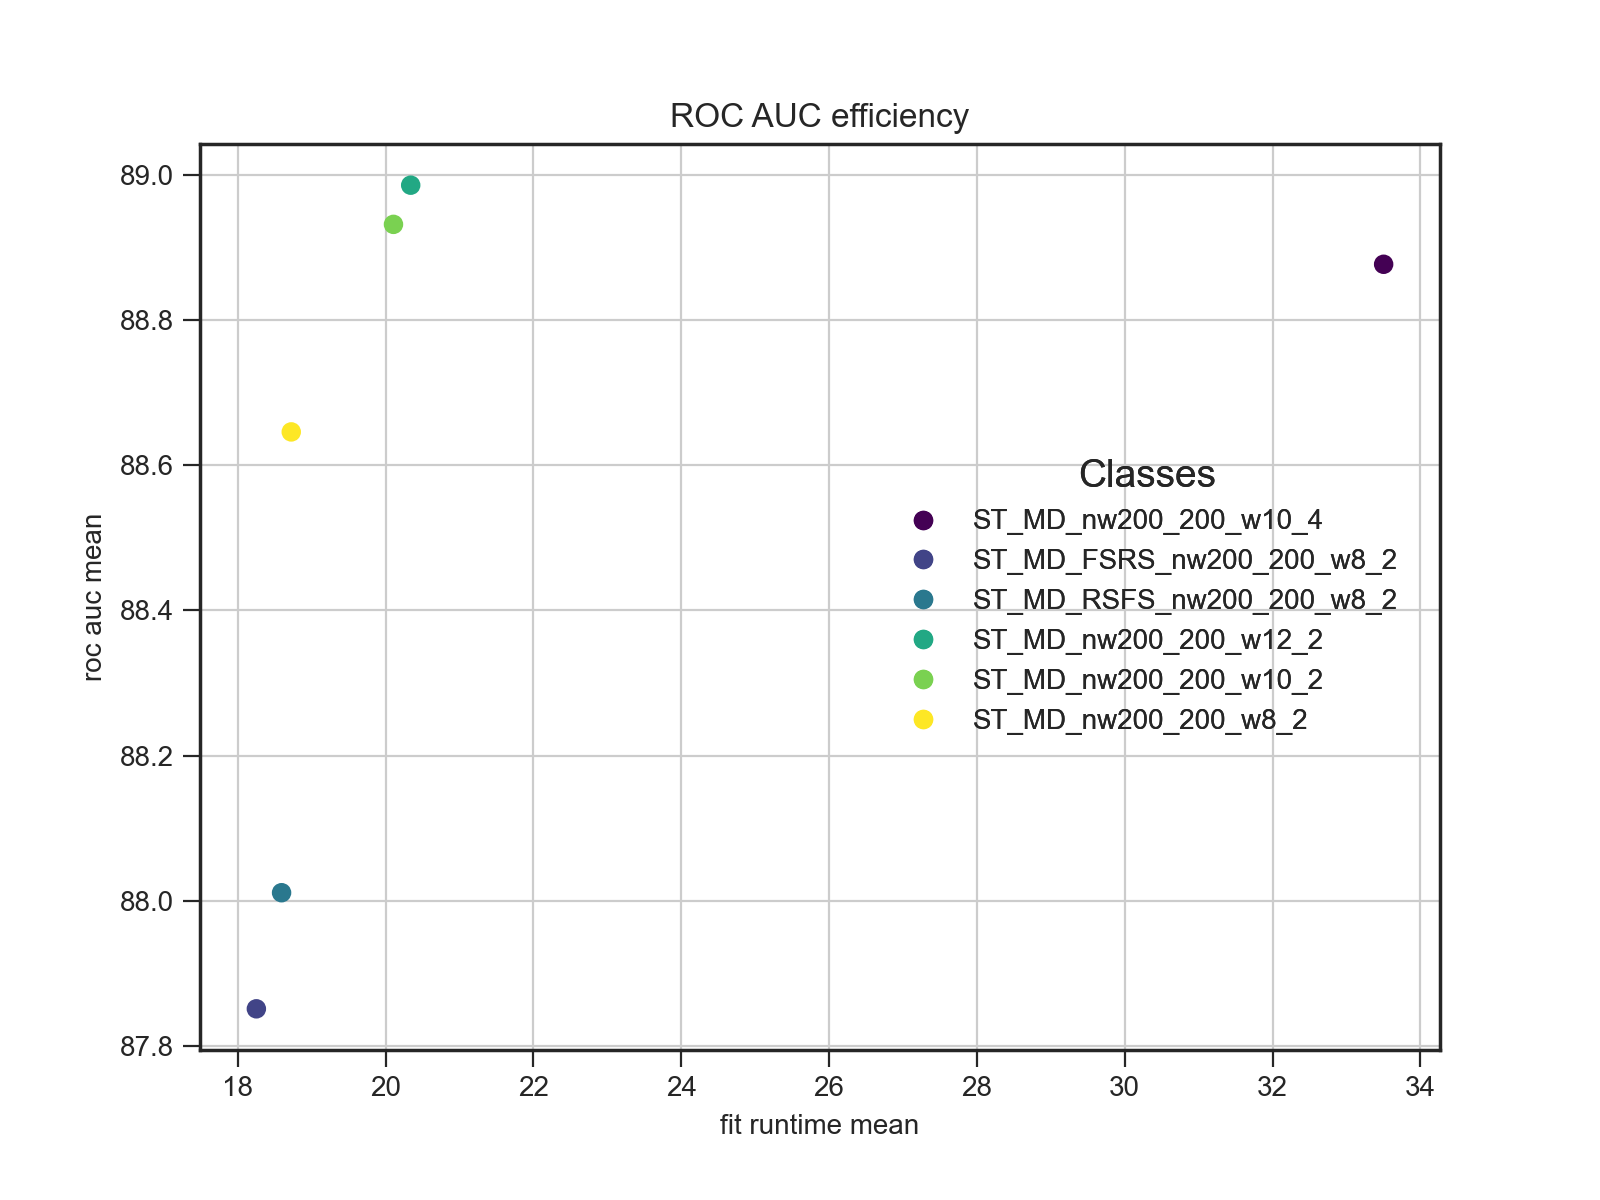 ROC AUC efficiency
89.0
88.8
88.6
88.4
88.2
88.0
87.8
roc auc mean
Classes
ST_MD_nw200_200_w10_4
ST_MD_FSRS_nw200_200_w8_2
ST_MD_RSFS_nw200_200_w8_2
ST_MD_nw200_200_w12_2
ST_MD_nw200_200_w10_2
ST_MD_nw200_200_w8_2
18 20 22 24 26 28 30 32 34
fit runtime mean